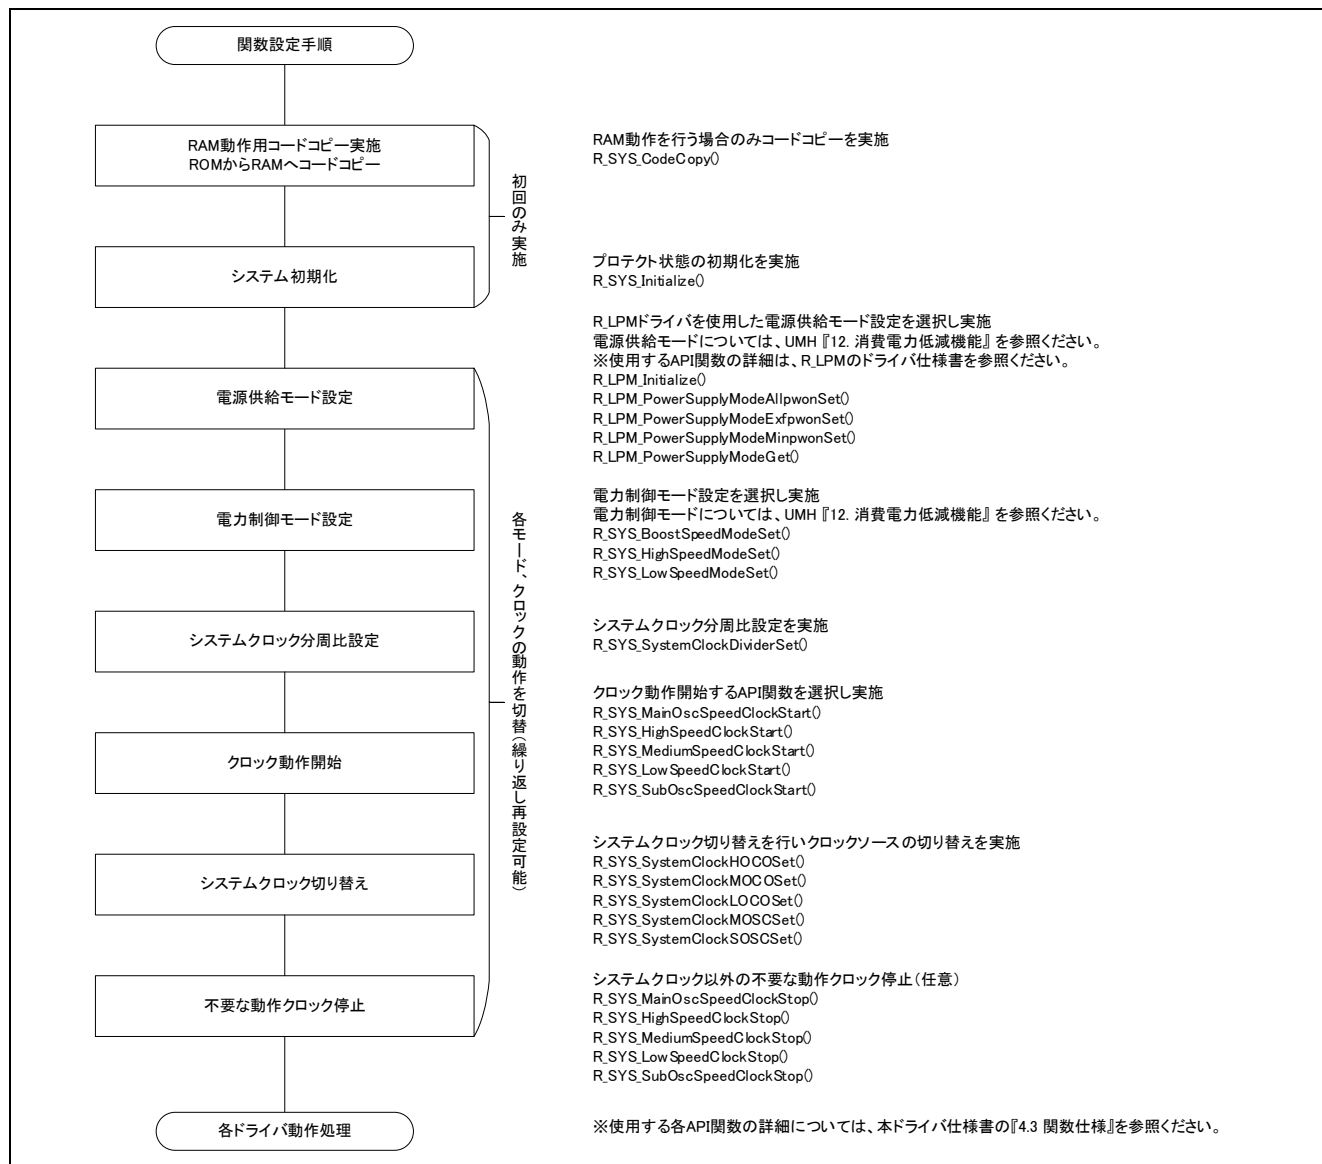 関数設定手順
RAM動作用コードコピー実施
ROMからRAMへコードコピー
RAM動作を行う場合のみコードコピーを実施
R_SYS_CodeCopy()
初回のみ実施
システム初期化
プロテクト状態の初期化を実施
R_SYS_Initialize()
電源供給モード設定
R_LPMドライバを使用した電源供給モード設定を選択し実施
電源供給モードについては、UMH『12. 消費電力低減機能』を参照ください。
※使用するAPI関数の詳細は、R_LPMのドライバ仕様書を参照ください。
R_LPM_Initialize()
R_LPM_PowerSupplyModeAllpwonSet()
R_LPM_PowerSupplyModeExfpwonSet()
R_LPM_PowerSupplyModeMinpwonSet()
R_LPM_PowerSupplyModeGet()
電力制御モード設定
電力制御モード設定を選択し実施
電力制御モードについては、UMH『12. 消費電力低減機能』を参照ください。
R_SYS_BoostSpeedModeSet()
R_SYS_HighSpeedModeSet()
R_SYS_LowSpeedModeSet()
各モード、クロックの動作を切替(繰り返し再設定可能)
システムクロック分周比設定
システムクロック分周比設定を実施
R_SYS_SystemClockDividerSet()
クロック動作開始
クロック動作開始するAPI関数を選択し実施
R_SYS_MainOscSpeedClockStart()
R_SYS_HighSpeedClockStart()
R_SYS_MediumSpeedClockStart()
R_SYS_LowSpeedClockStart()
R_SYS_SubOscSpeedClockStart()
システムクロック切り替え
システムクロック切り替えを行いクロックソースの切り替えを実施
R_SYS_SystemClockHOCOSet()
R_SYS_SystemClockMOCOSet()
R_SYS_SystemClockLOCOSet()
R_SYS_SystemClockMOSCSet()
R_SYS_SystemClockSOSCSet()
不要な動作クロック停止
システムクロック以外の不要な動作クロック停止(任意)
R_SYS_MainOscSpeedClockStop()
R_SYS_HighSpeedClockStop()
R_SYS_MediumSpeedClockStop()
R_SYS_LowSpeedClockStop()
R_SYS_SubOscSpeedClockStop()
各ドライバ動作処理
※使用する各API関数の詳細については、本ドライバ仕様書の『4.3 関数仕様』を参照ください。